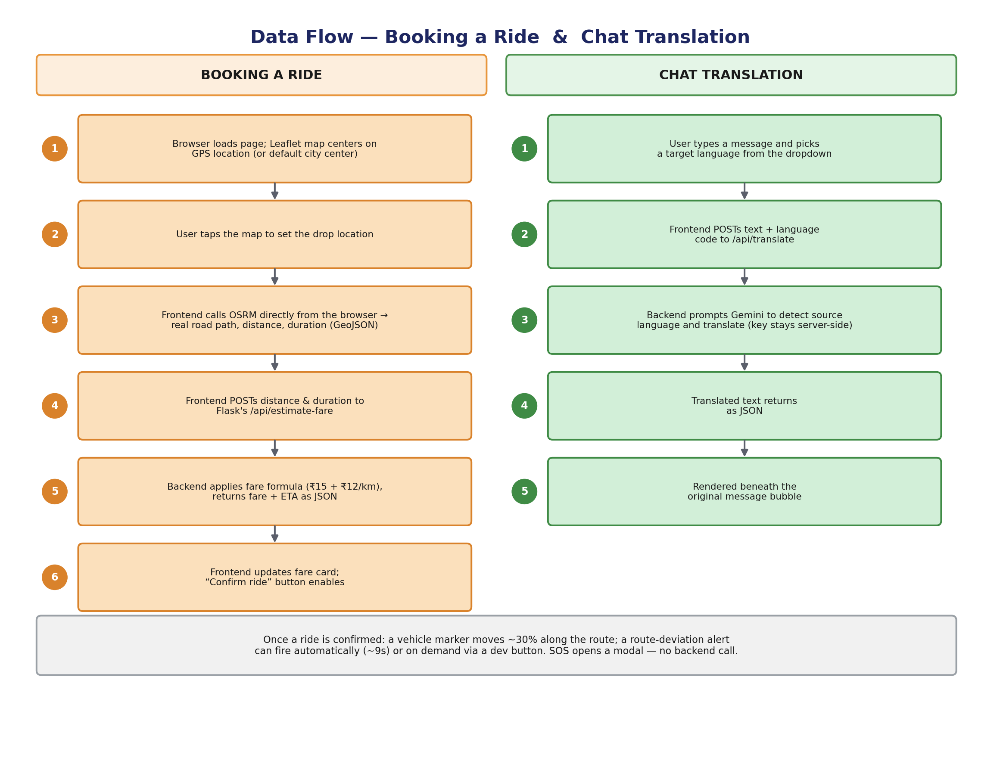 Data Flow — Booking a Ride & Chat Translation
BOOKING A RIDE
1
Browser loads page; Leaflet map centers on
GPS location (or default city center)
2
User taps the map to set the drop location
3
Frontend calls OSRM directly from the browser →
real road path, distance, duration (GeoJSON)
4
Frontend POSTs distance & duration to
Flask's /api/estimate-fare
5
Backend applies fare formula (₹15 + ₹12/km),
returns fare + ETA as JSON
6
Frontend updates fare card;
“Confirm ride” button enables
CHAT TRANSLATION
1
User types a message and picks
a target language from the dropdown
2
Frontend POSTs text + language
code to /api/translate
3
Backend prompts Gemini to detect source
language and translate (key stays server-side)
4
Translated text returns
as JSON
5
Rendered beneath the
original message bubble
Once a ride is confirmed: a vehicle marker moves ~30% along the route; a route-deviation alert
can fire automatically (~9s) or on demand via a dev button. SOS opens a modal — no backend call.